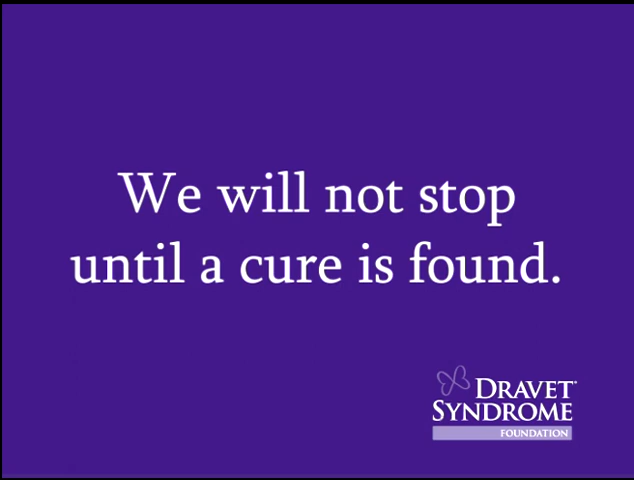 We will not stop
until a cure is found.
DRAVET
SYNDROME
FOUNDATION